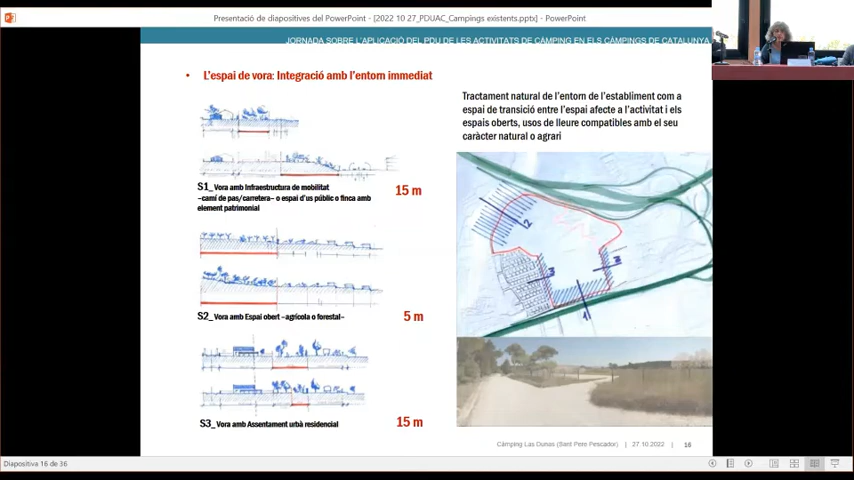 Presentació de diapositives del PowerPoint - [2022 10 27_PDUAC_Campings existents.pptx] - PowerPoint
JORNADA SOBRE L'APLICACIÓ DEL PDU DE LES ACTIVITATS DE CÀMPING EN ELS CÀMPINGS DE CATALUNYA
• L'espai de vora: Integració amb l'entorn immediat
Tractament natural de l'entorn de l'establiment com a
espai de transició entre l'espai afecte a l'activitat i els
espais oberts, usos de lleure compatibles amb el seu
caràcter natural o agrari
S1_ Vora amb Infraestructura de mobilitat
–camí de pas/carretera– o espai d'us públic o finca amb
element patrimonial
15 m
S2_ Vora amb Espai obert –agrícola o forestal–
5 m
S3_ Vora amb Assentament urbà residencial
15 m
2
3
1
Càmping Las Dunas (Sant Pere Pescador) | 27.10.2022 | 16
Diapositiva 16 de 36